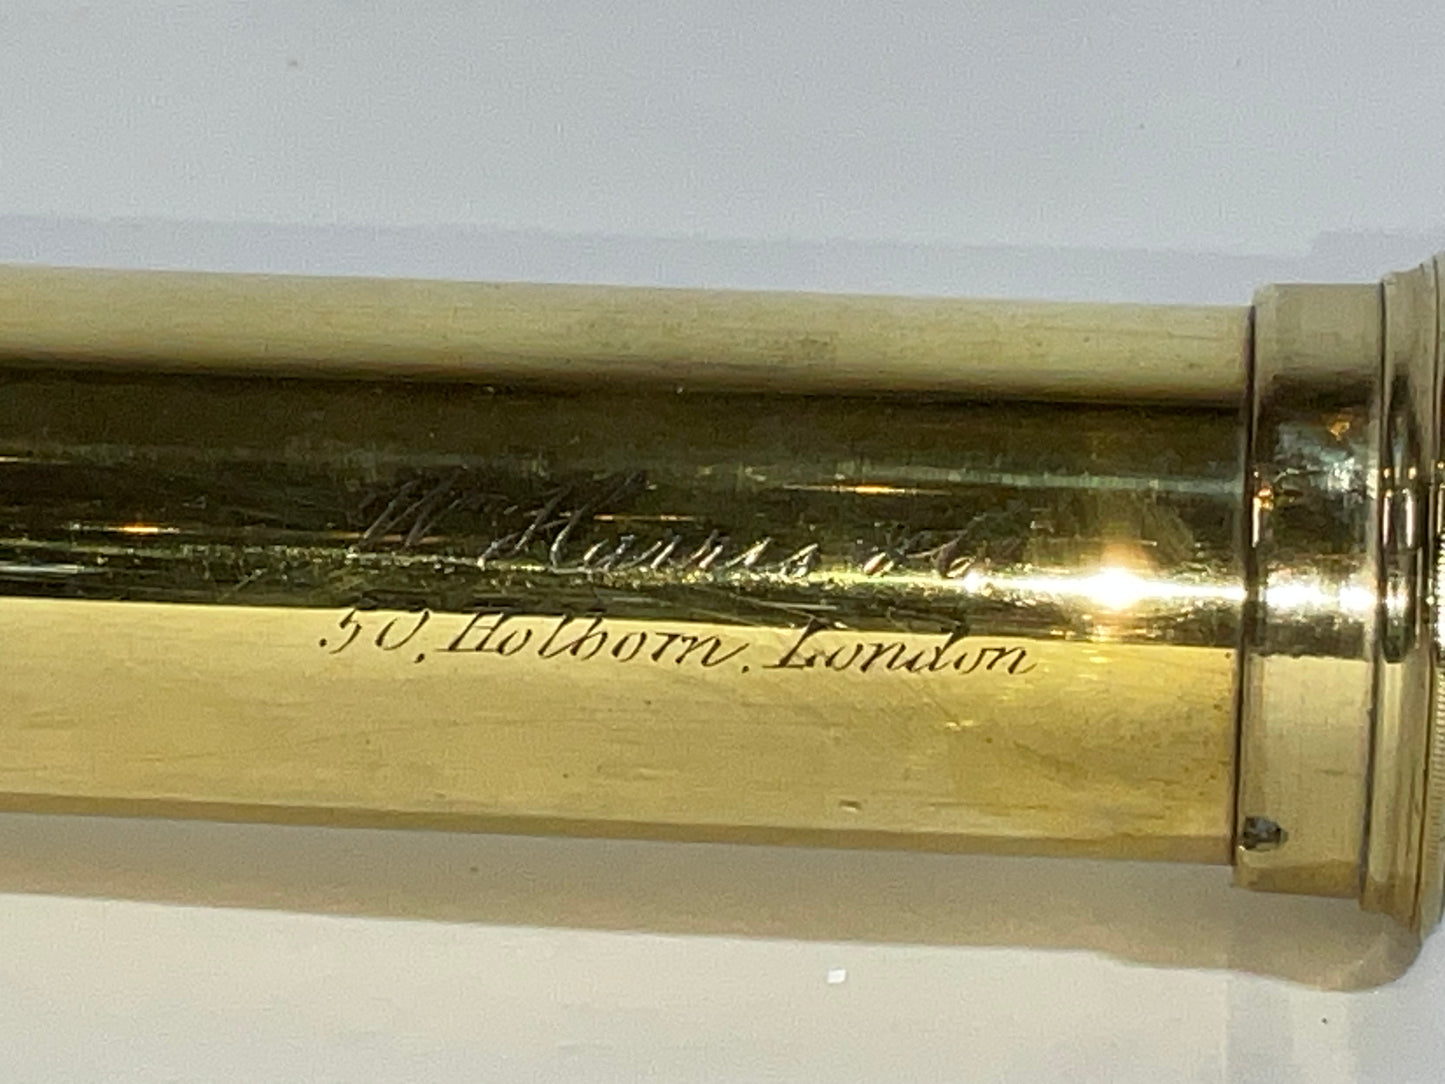 Wm Harris & Co
50, Holborn, London